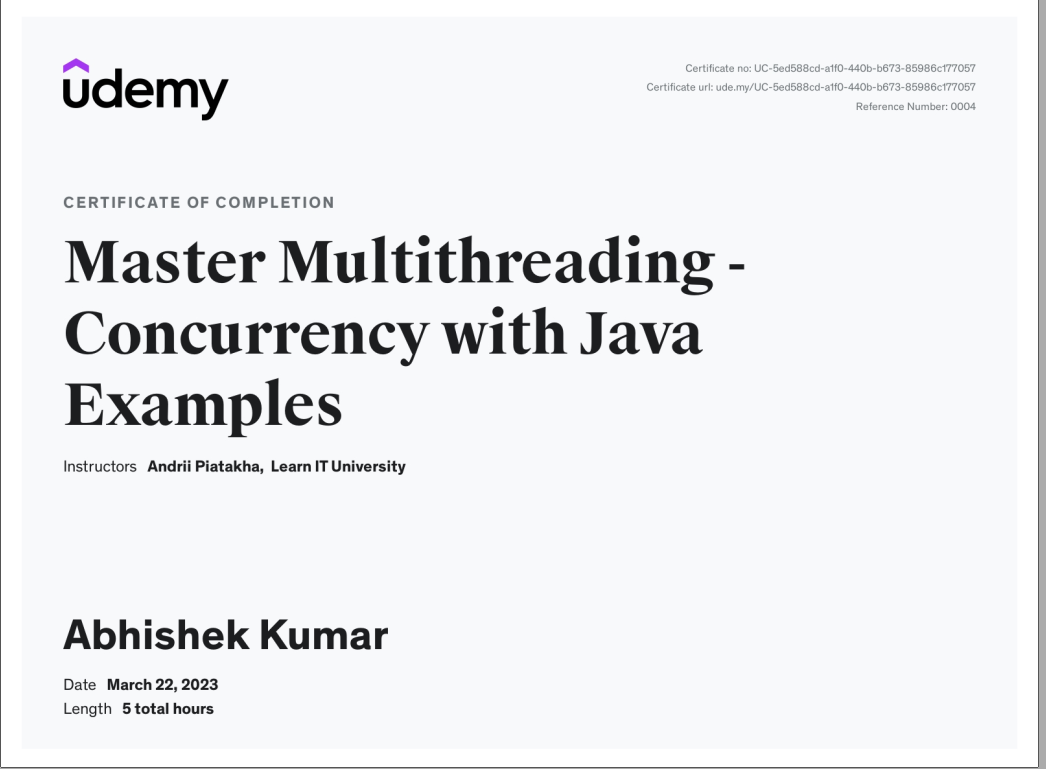 udemy
Certificate no: UC-5ed588cd-a1f0-440b-b673-85986c177057
Certificate url: ude.my/UC-5ed588cd-a1f0-440b-b673-85986c177057
Reference Number: 0004
CERTIFICATE OF COMPLETION
Master Multithreading -
Concurrency with Java
Examples
Instructors Andrii Piatakha, Learn IT University
Abhishek Kumar
Date March 22, 2023
Length 5 total hours